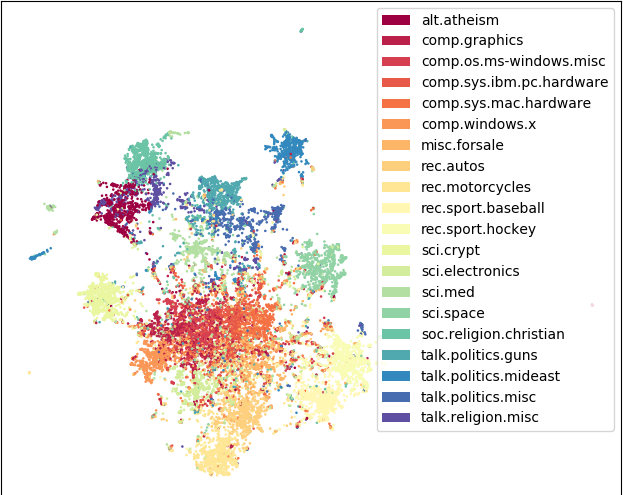 alt.atheism
comp.graphics
comp.os.ms-windows.misc
comp.sys.ibm.pc.hardware
comp.sys.mac.hardware
comp.windows.x
misc.forsale
rec.autos
rec.motorcycles
rec.sport.baseball
rec.sport.hockey
sci.crypt
sci.electronics
sci.med
sci.space
soc.religion.christian
talk.politics.guns
talk.politics.mideast
talk.politics.misc
talk.religion.misc